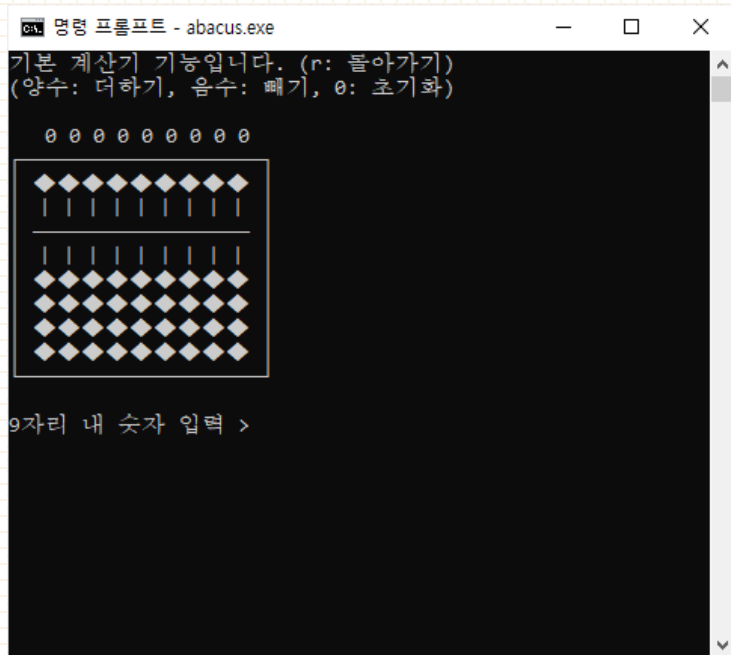 명령 프롬프트 - abacus.exe
기본 계산기 기능입니다. (r: 돌아가기)
(양수: 더하기, 음수: 빼기, 0: 초기화)
0 0 0 0 0 0 0 0 0
9자리 내 숫자 입력 >